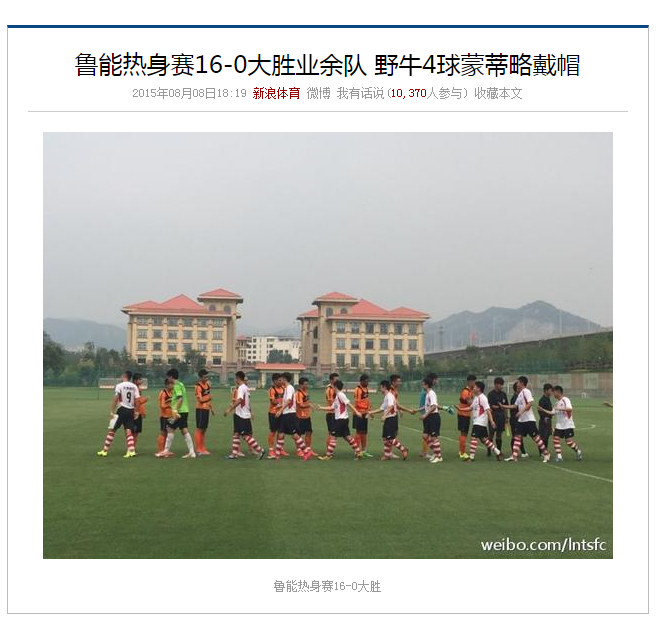 鲁能热身赛16-0大胜业余队 野牛4球蒙蒂略戴帽
2015年08月08日18:19 新浪体育 微博 我有话说(10,370人参与) 收藏本文
9
weibo.com/lntsfc
鲁能热身赛16-0大胜